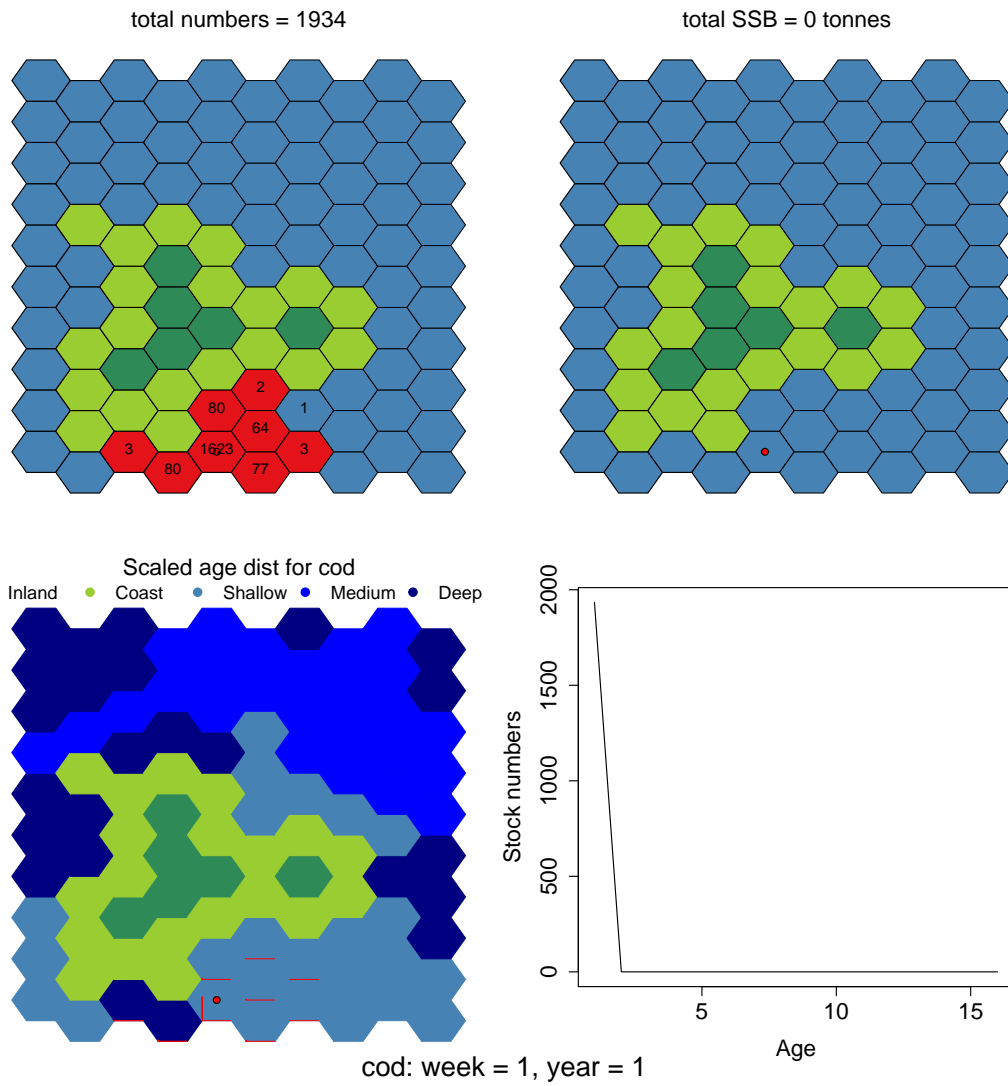 total numbers = 1934
total SSB = 0 tonnes
2
80
1
64
3
1623
3
80
77
Scaled age dist for cod
Inland Coast Shallow Medium Deep
Stock numbers
2000
1500
1000
500
0
5 10 15
Age
cod: week = 1, year = 1